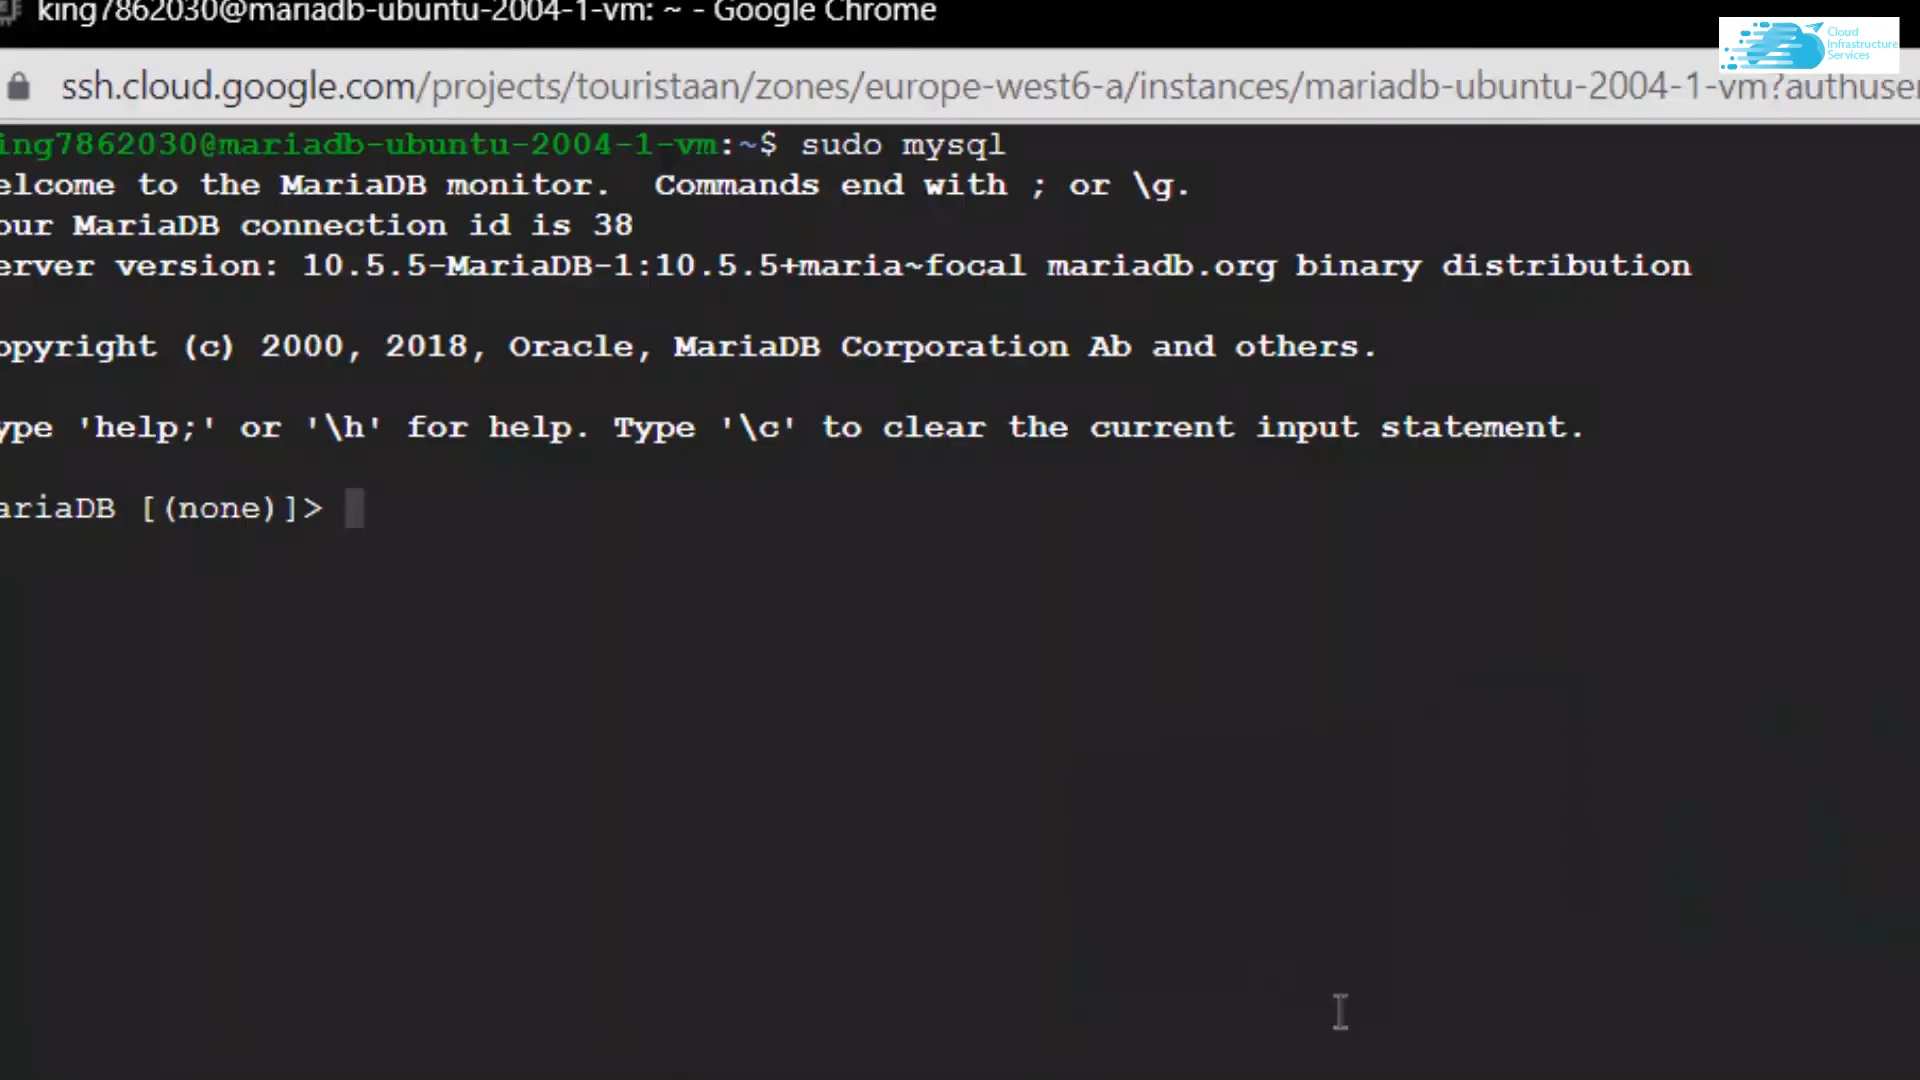 king7862030@mariadb-ubuntu-2004-1-vm: ~ - Google Chrome
Cloud
Infrastructure
Services
ssh.cloud.google.com/projects/touristaan/zones/europe-west6-a/instances/mariadb-ubuntu-2004-1-vm?authuser
ing7862030@mariadb-ubuntu-2004-1-vm:~$ sudo mysql
elcome to the MariaDB monitor.  Commands end with ; or \g.
our MariaDB connection id is 38
erver version: 10.5.5-MariaDB-1:10.5.5+maria~focal mariadb.org binary distribution
opyright (c) 2000, 2018, Oracle, MariaDB Corporation Ab and others.
ype 'help;' or '\h' for help. Type '\c' to clear the current input statement.
ariaDB [(none)]>